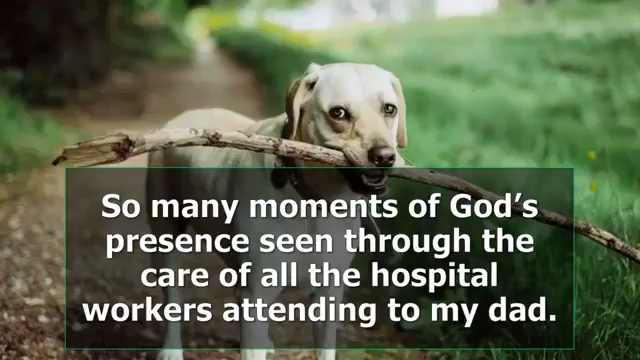 So many moments of God’s
presence seen through the
care of all the hospital
workers attending to my dad.